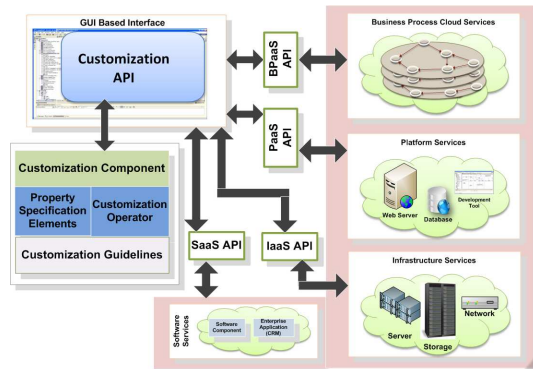 GUI Based Interface
Customization
API
Customization Component
Property
Specification
Elements
Customization
Operator
Customization Guidelines
BPaaS
API
PaaS
API
SaaS API
IaaS API
Software
Services
Software
Component
Enterprise
Application
(CRM)
Business Process Cloud Services
Platform Services
Web Server
Database
Development
Tool
Infrastructure Services
Server
Storage
Network